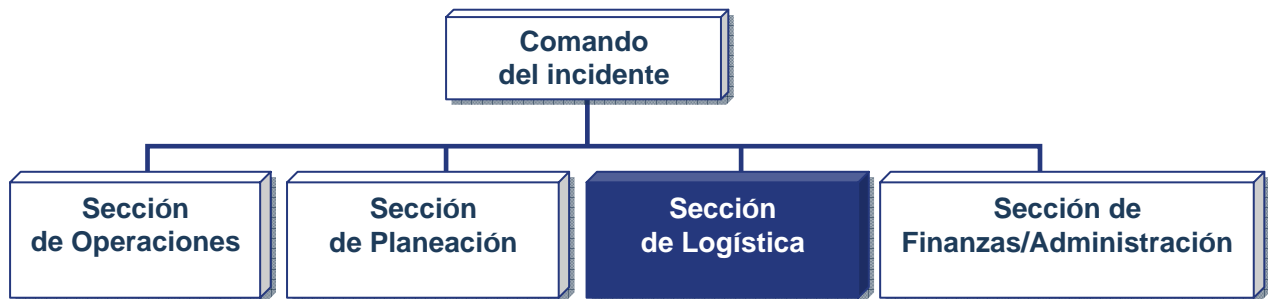 Comando
del incidente
Sección
de Operaciones
Sección
de Planeación
Sección
de Logística
Sección de
Finanzas/Administración